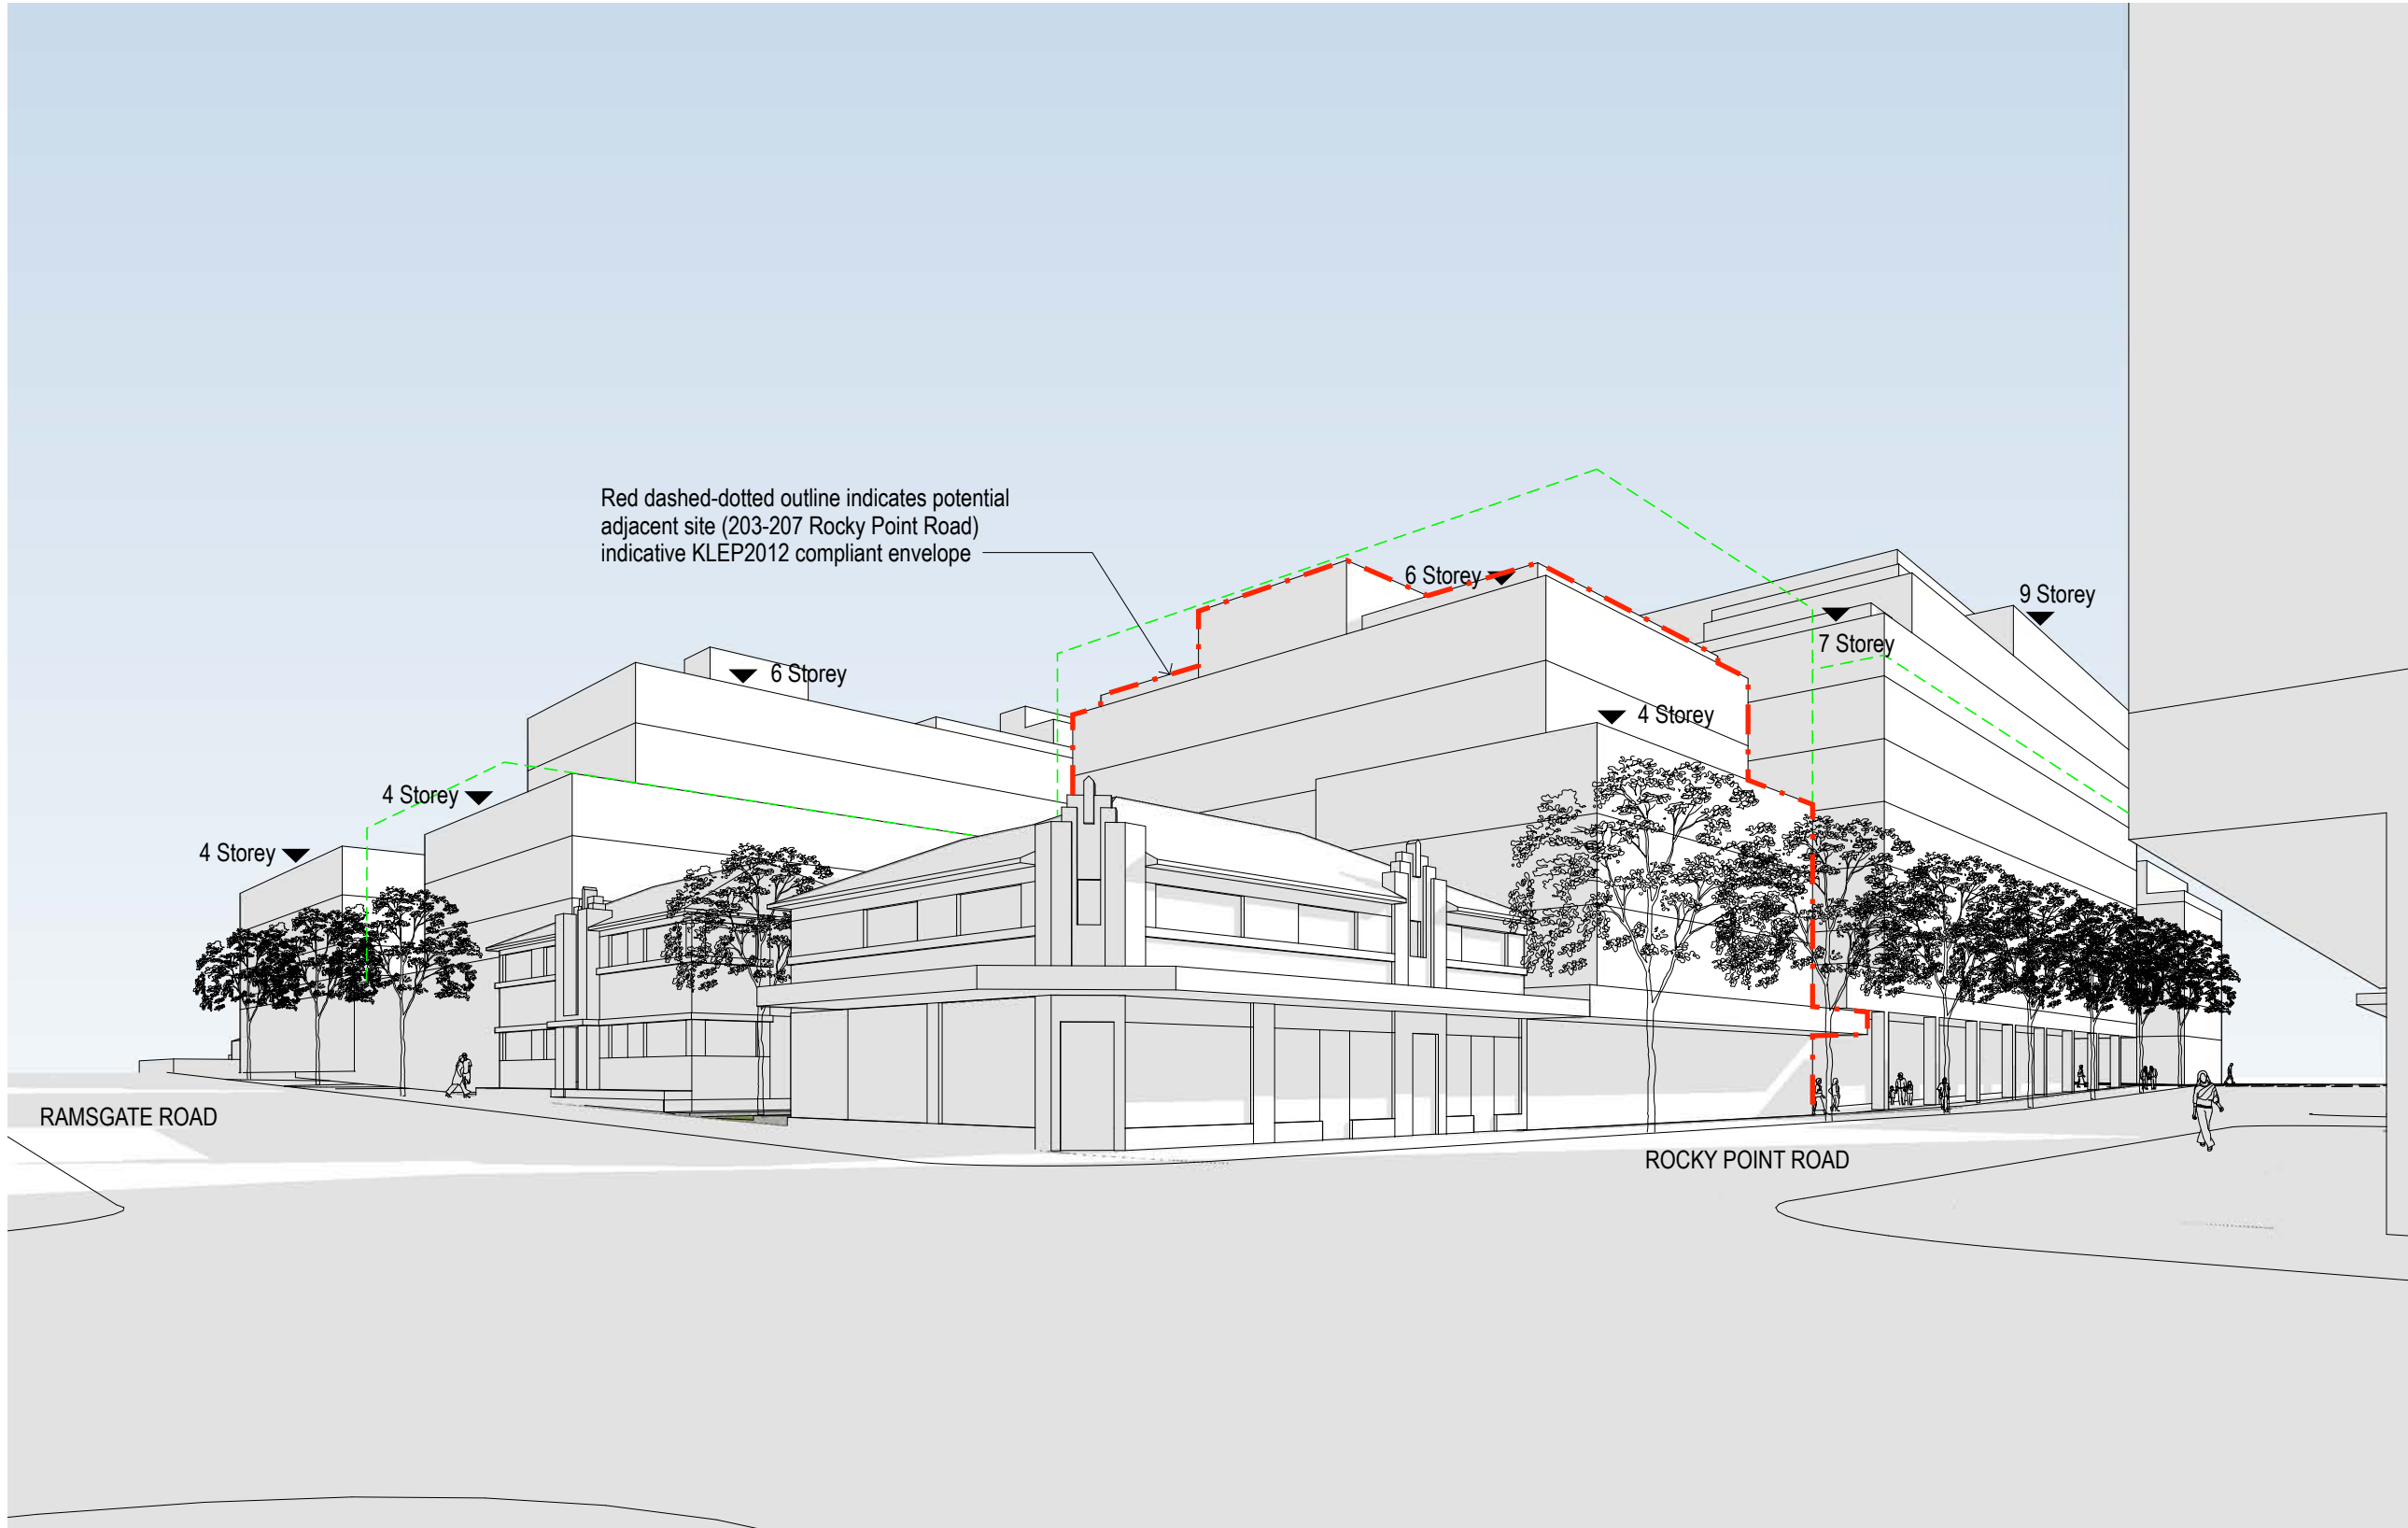 Red dashed-dotted outline indicates potential
adjacent site (203-207 Rocky Point Road)
indicative KLEP2012 compliant envelope
6 Storey
9 Storey
7 Storey
6 Storey
4 Storey
4 Storey
4 Storey
RAMSGATE ROAD
ROCKY POINT ROAD